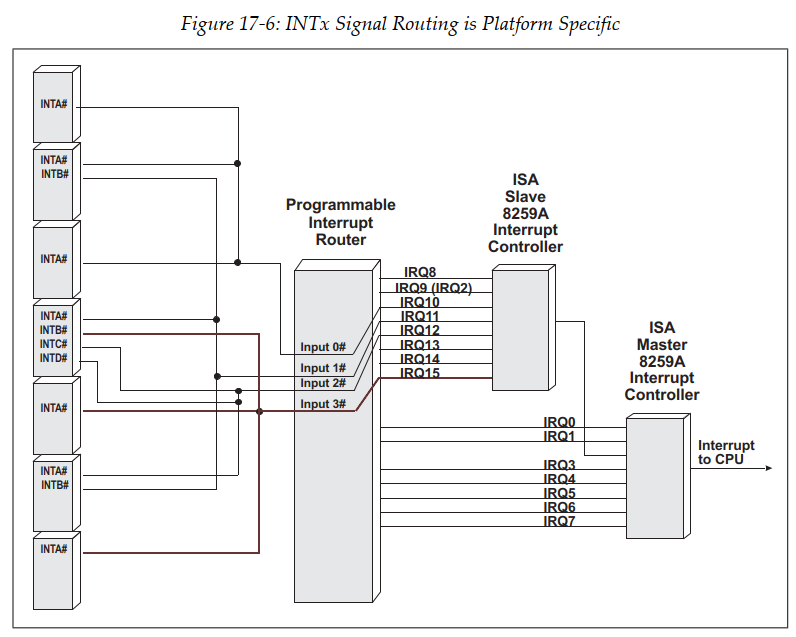 Figure 17-6: INTx Signal Routing is Platform Specific
INTA#
INTA#
INTB#
INTA#
INTA#
INTB#
INTC#
INTD#
INTA#
INTA#
INTB#
INTA#
Programmable
Interrupt
Router
Input 0#
Input 1#
Input 2#
Input 3#
IRQ8
IRQ9 (IRQ2)
IRQ10
IRQ11
IRQ12
IRQ13
IRQ14
IRQ15
ISA
Slave
8259A
Interrupt
Controller
IRQ0
IRQ1
IRQ3
IRQ4
IRQ5
IRQ6
IRQ7
ISA
Master
8259A
Interrupt
Controller
Interrupt
to CPU